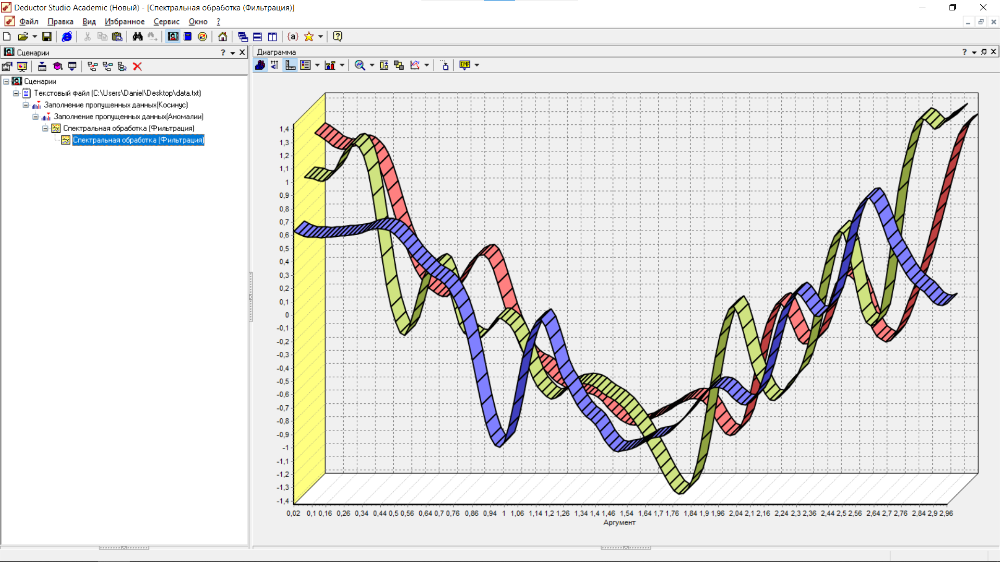 Deductor Studio Academic (Новый) - [Спектральная обработка (Фильтрация)]
Файл Правка Вид Избранное Сервис Окно ?
{a}
Сценарии ?
Диаграмма ?
EMF
Сценарии
Текстовый файл (C:\Users\Daniel\Desktop\data.txt)
Заполнение пропущенных данных(Косинус)
Заполнение пропущенных данных(Аномалии)
Спектральная обработка (Фильтрация)
Спектральная обработка (Фильтрация)
1,4
1,3
1,2
1,1
1
0,9
0,8
0,7
0,6
0,5
0,4
0,3
0,2
0,1
0
-0,1
-0,2
-0,3
-0,4
-0,5
-0,6
-0,7
-0,8
-0,9
-1
-1,1
-1,2
-1,3
-1,4
0,02 0,1 0,16 0,26 0,34 0,44 0,5 0,56 0,64 0,7 0,76 0,86 0,94 1 1,06 1,14 1,2 1,26 1,34 1,4 1,46 1,54 1,64 1,7 1,76 1,84 1,9 1,96 2,04 2,1 2,16 2,24 2,3 2,36 2,44 2,5 2,56 2,64 2,7 2,76 2,84 2,9 2,96
Аргумент